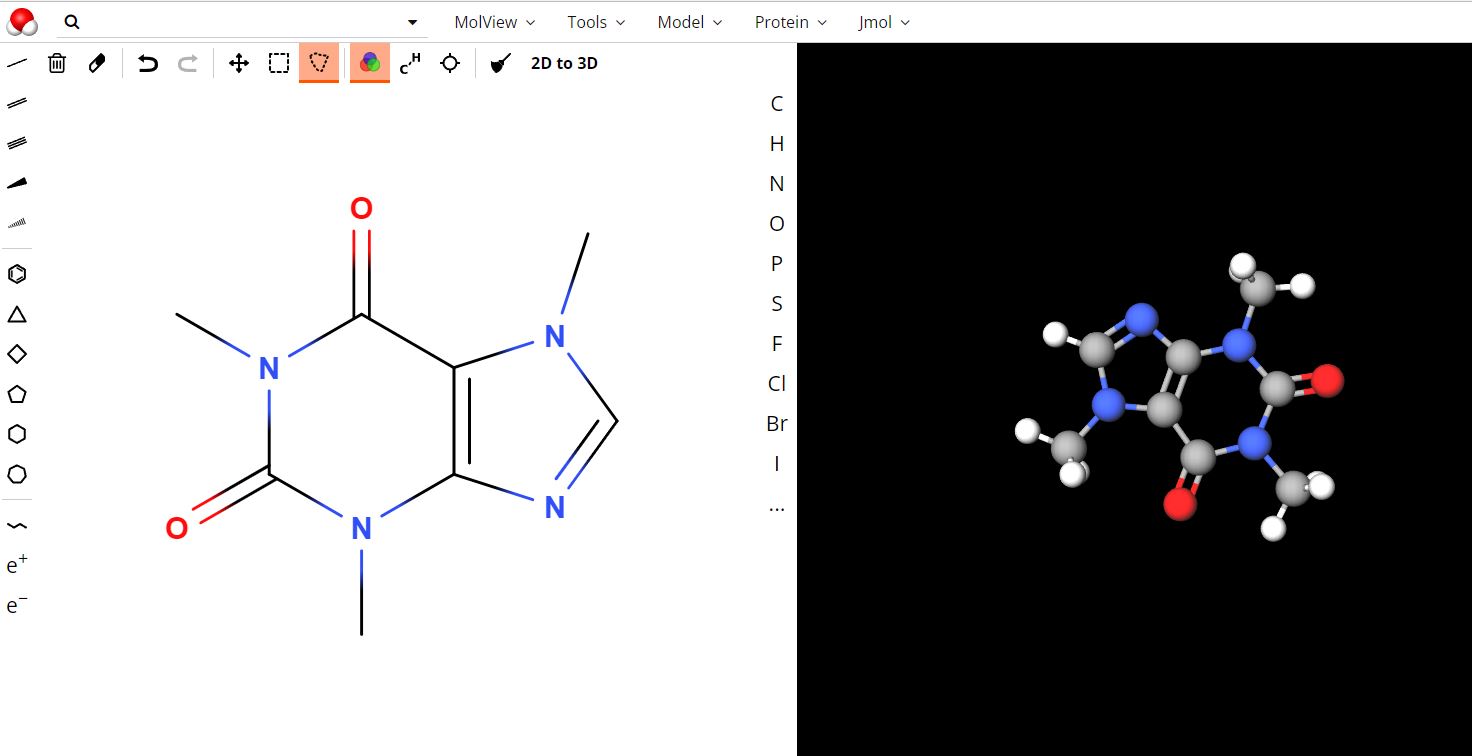 MolView Tools Model Protein Jmol
C H 2D to 3D
C
H
N
O
P
S
F
Cl
Br
I
...
e+
e−
O
N
N
O
N
N